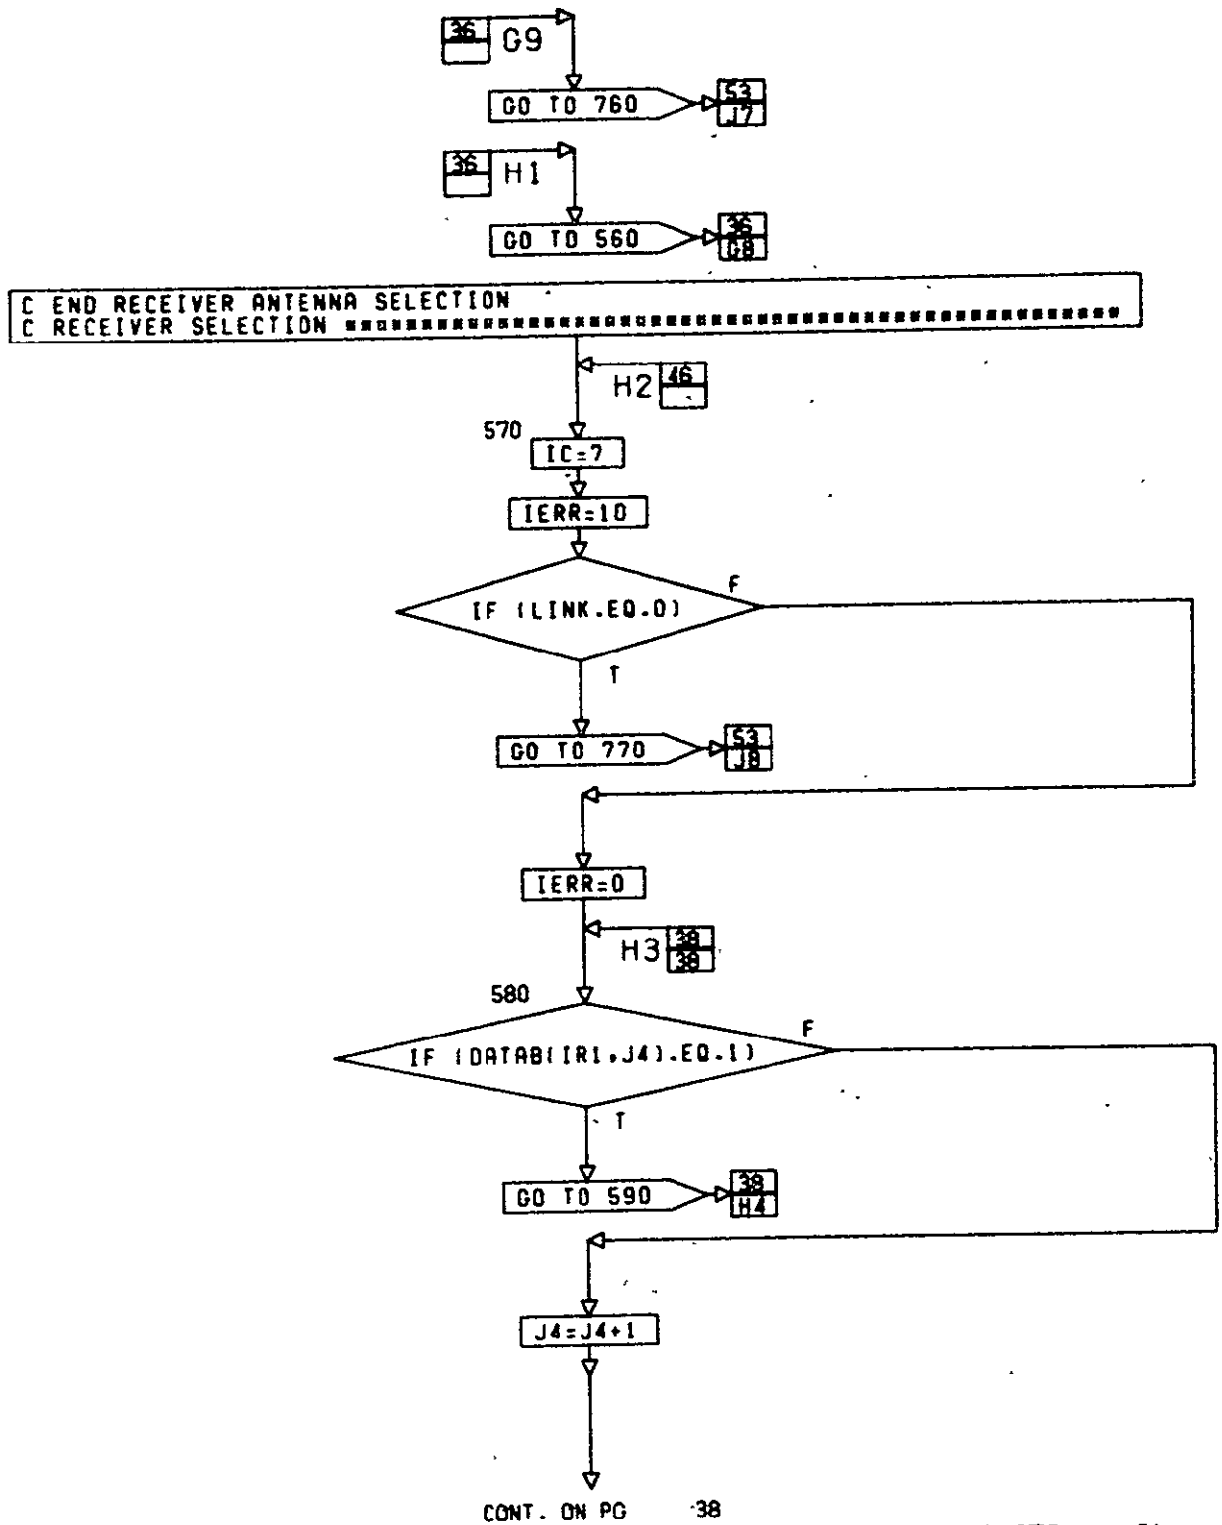 36
G9
GO TO 760
53
J7
36
H1
GO TO 560
36
G8
C END RECEIVER ANTENNA SELECTION
C RECEIVER SELECTION **************************************************
H2
46
570
IC=7
IERR=10
IF (LINK.EQ.0)
F
T
GO TO 770
53
J8
IERR=0
H3
38
38
580
IF (DATAB(IR1,J4).EQ.1)
F
T
GO TO 590
38
H4
J4=J4+1
CONT. ON PG 38